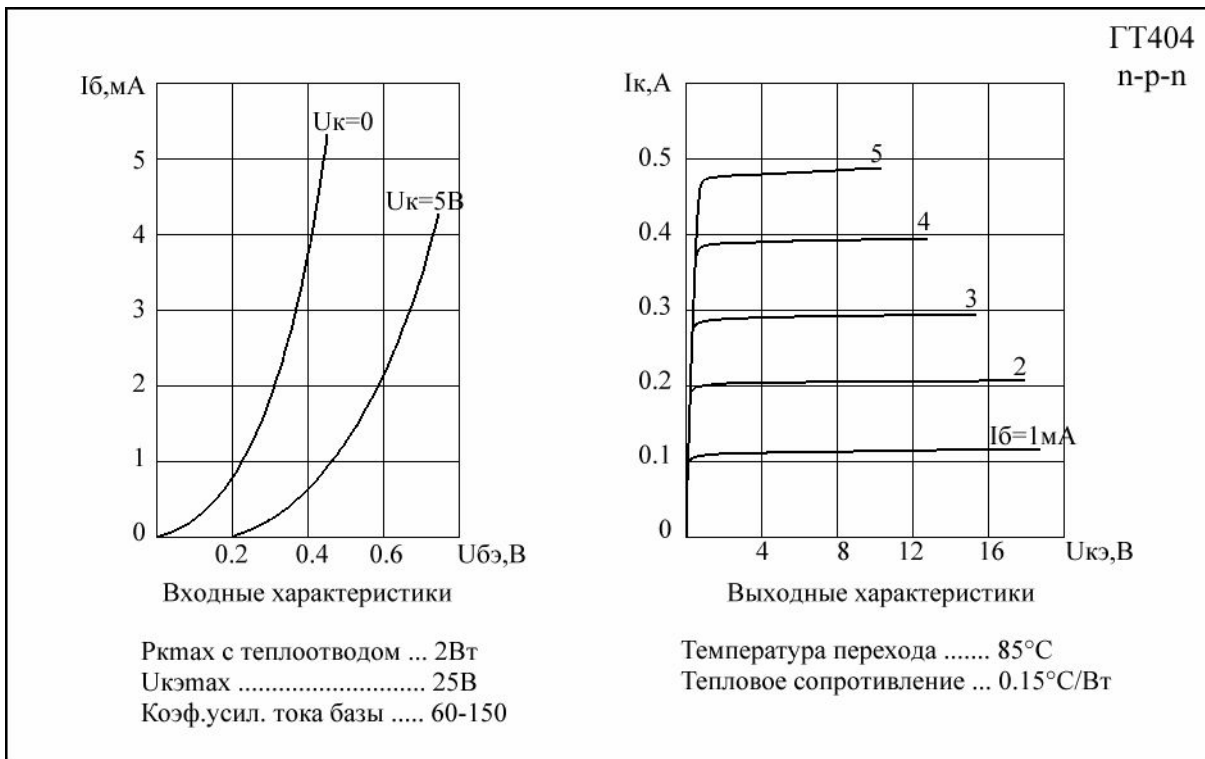 ГТ404
n-p-n
Iб,мА
Uк=0
Uк=5В
5
4
3
2
1
0
0.2
0.4
0.6
Uбэ,В
Входные характеристики
Iк,А
0.5
0.4
0.3
0.2
0.1
0
5
4
3
2
Iб=1мА
4
8
12
16
Uкэ,В
Выходные характеристики
Pкmax с теплоотводом ... 2Вт
Uкэmax ............................ 25В
Коэф.усил. тока базы ..... 60-150
Температура перехода ....... 85°C
Тепловое сопротивление ... 0.15°C/Вт